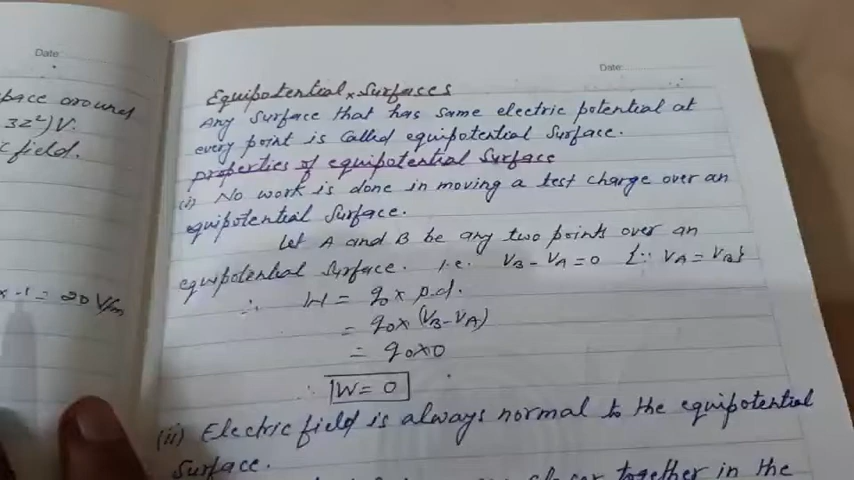 Date:
pace around
3z²)V.
c field.
x -1 = 20 V/m
Date:
Equipotential Surfaces
Any surface that has same electric potential at
every point is called equipotential surface.
properties of equipotential Surface
(i) No work is done in moving a test charge over an
equipotential surface.
Let A and B be any two points over an
equipotential surface. i.e. VB - VA = 0 {∵ VA = VB}
∴ W = q₀ x p.d.
= q₀ x (VB - VA)
= q₀ x 0
∴ W = 0
(ii) Electric field is always normal to the equipotential
Surface.
closer together in the